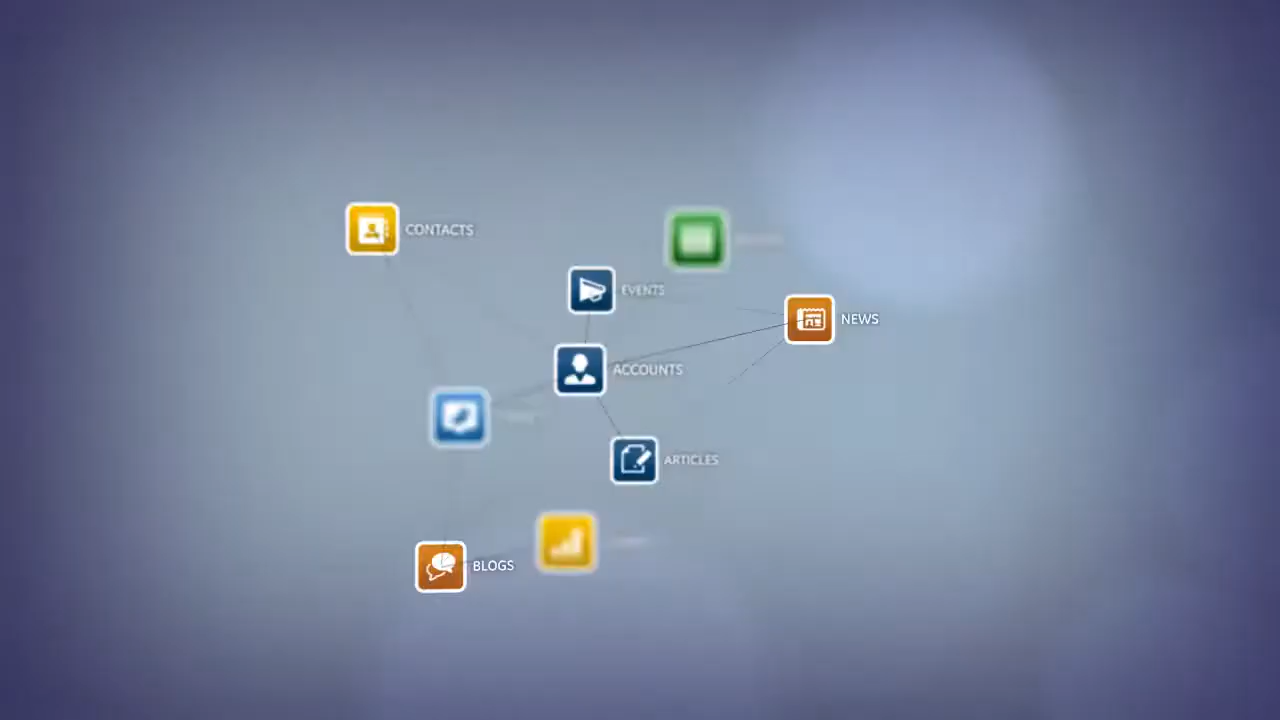 CONTACTS
EVENTS
NEWS
ACCOUNTS
ARTICLES
BLOGS